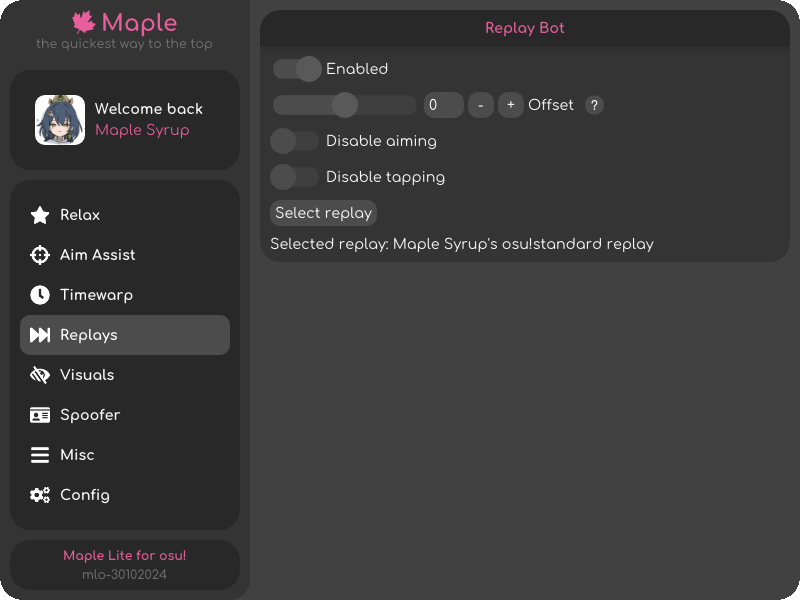 Maple
the quickest way to the top
Welcome back
Maple Syrup
Relax
Aim Assist
Timewarp
Replays
Visuals
Spoofer
Misc
Config
Maple Lite for osu!
mlo-30102024
Replay Bot
Enabled
0 - + Offset ?
Disable aiming
Disable tapping
Select replay
Selected replay: Maple Syrup's osu!standard replay